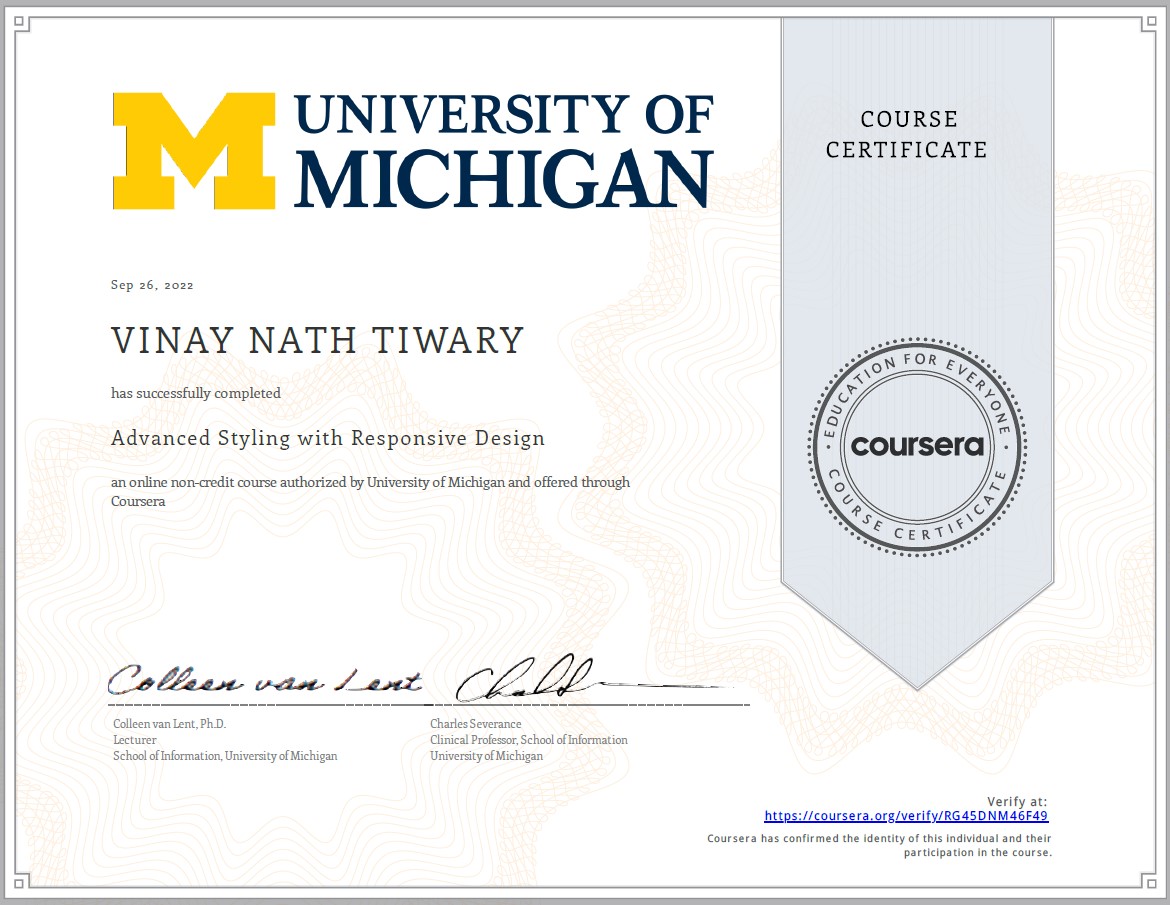 UNIVERSITY OF
MICHIGAN
COURSE
CERTIFICATE
Sep 26, 2022
VINAY NATH TIWARY
has successfully completed
Advanced Styling with Responsive Design
an online non-credit course authorized by University of Michigan and offered through
Coursera
EDUCATION FOR EVERYONE
coursera
COURSE CERTIFICATE
Colleen van Lent
Colleen van Lent, Ph.D.
Lecturer
School of Information, University of Michigan
Charles Severance
Clinical Professor, School of Information
University of Michigan
Verify at:
https://coursera.org/verify/RG45DNM46F49
Coursera has confirmed the identity of this individual and their
participation in the course.